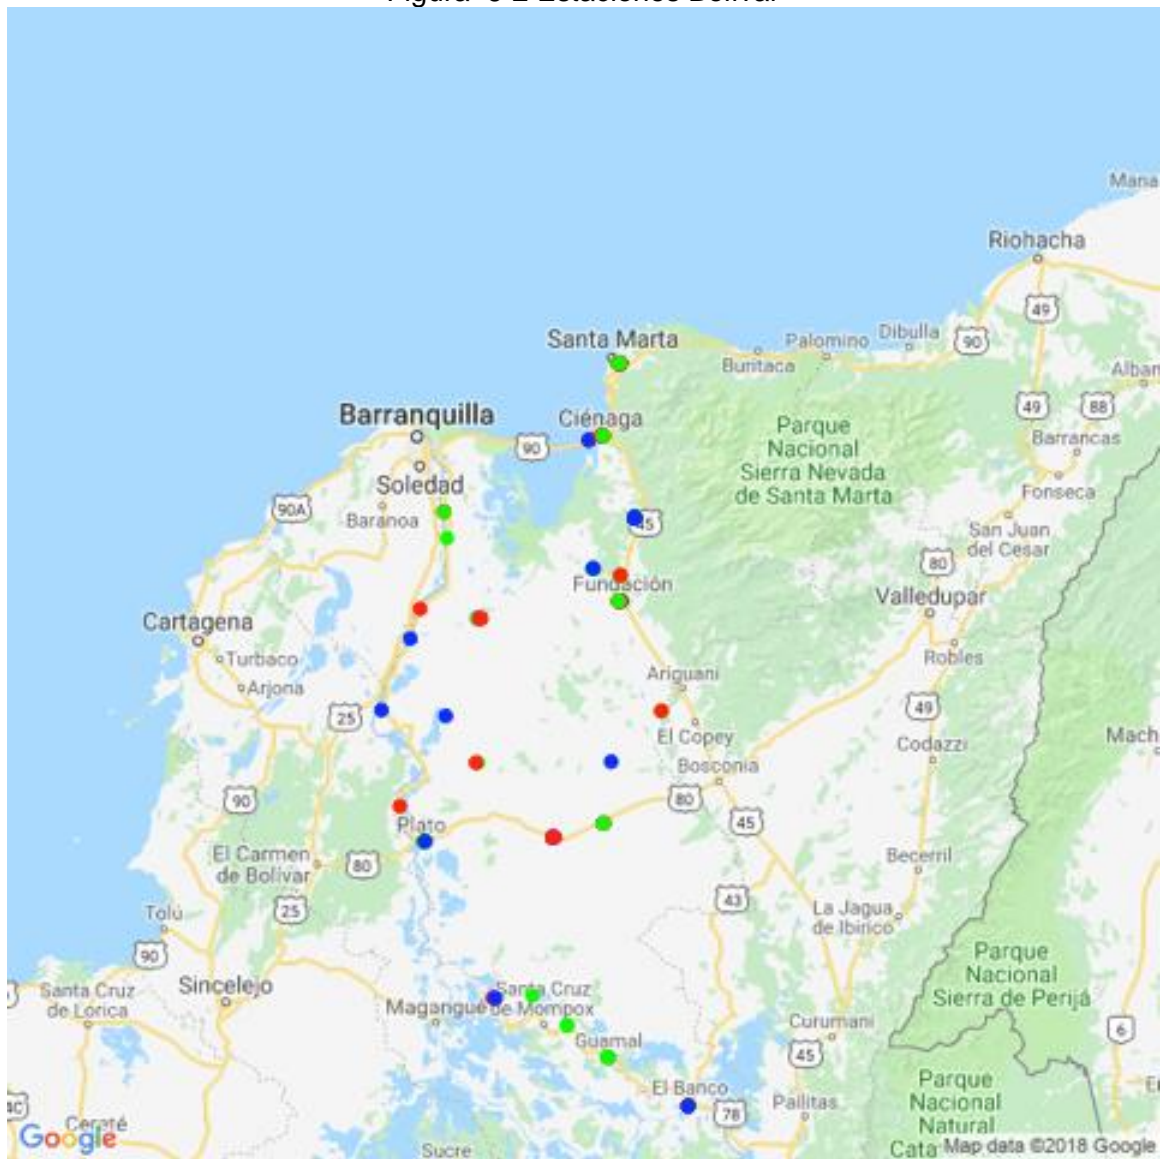 Mana
Riohacha
49
Santa Marta
Palomino
Dibulla
90
Buritaca
Alban
Barranquilla
Ciénaga
49
88
90
Parque
Nacional
Sierra Nevada
de Santa Marta
Barrancas
Soledad
Fonseca
90A
Baranoa
45
San Juan
del Cesar
80
Fundación
Valledupar
Cartagena
Turbaco
Robles
Arjona
Ariguani
25
49
El Copey
Codazzi
Mach
Bosconia
90
80
45
Plato
El Carmen
de Bolívar
80
Becerril
43
25
La Jagua
de Ibirico
Tolú
90
Parque
Nacional
Sierra de Perijá
Sincelejo
Santa Cruz
de Lorica
Santa Cruz
de Mompox
Magangué
Curumani
6
Guamal
45
El Banco
Parque
Nacional
Natural
Cata
78
Pailitas
4C
Cereté
Google
Sucre
Map data ©2018 Google